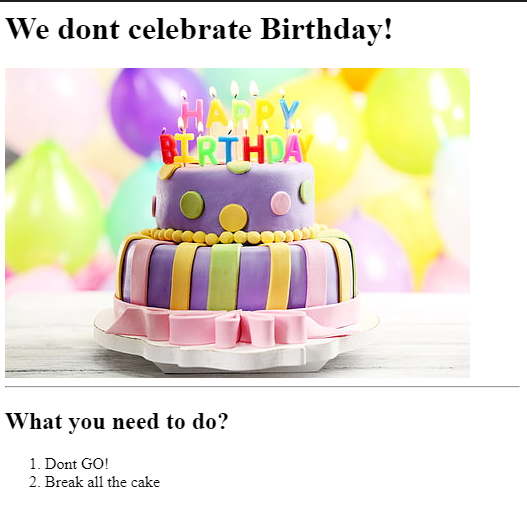 We dont celebrate Birthday!
HAPPY
BIRTHDAY
What you need to do?
1. Dont GO!
2. Break all the cake